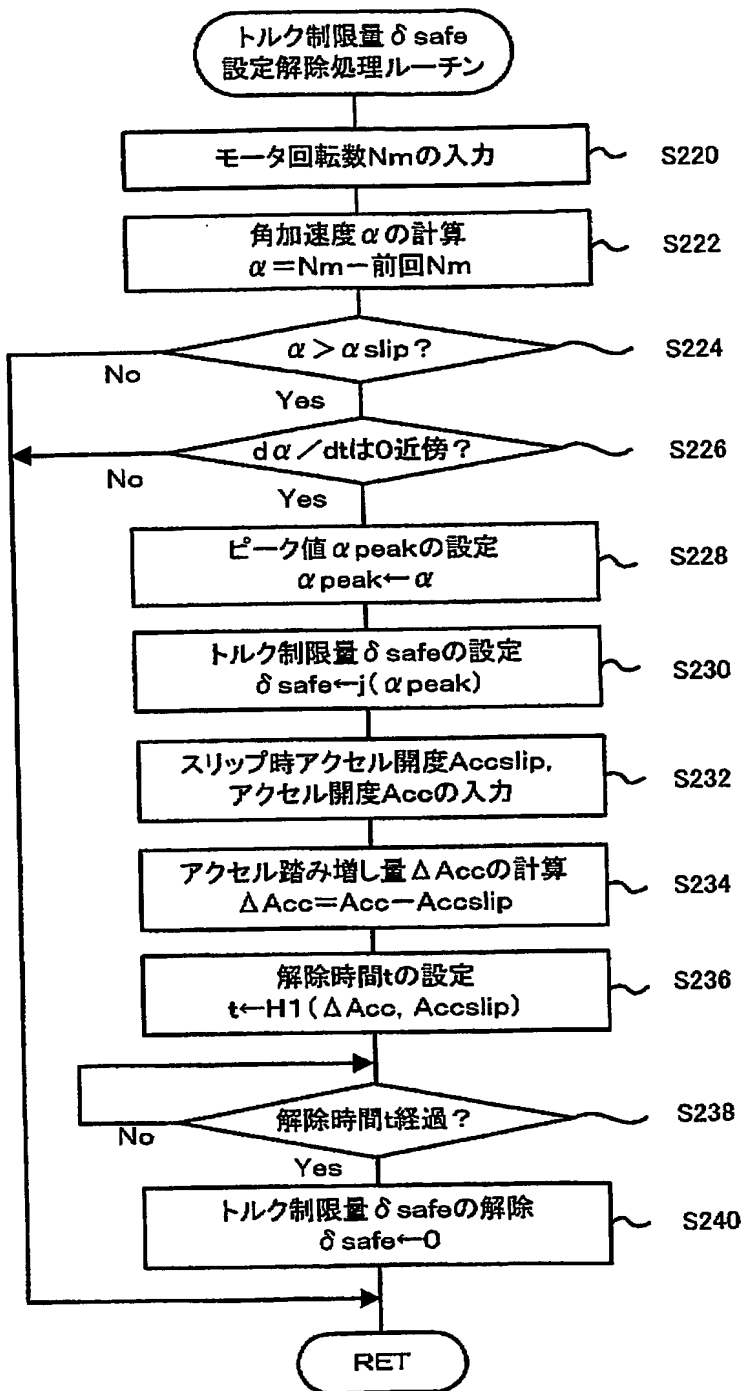 トルク制限量δsafe
設定解除処理ルーチン
モータ回転数Nmの入力
S220
角加速度αの計算
α=Nm-前回Nm
S222
α>αslip?
S224
No
Yes
dα/dtは0近傍?
S226
No
Yes
ピーク値αpeakの設定
αpeak←α
S228
トルク制限量δsafeの設定
δsafe←j(αpeak)
S230
スリップ時アクセル開度Accslip,
アクセル開度Accの入力
S232
アクセル踏み増し量ΔAccの計算
ΔAcc=Acc-Accslip
S234
解除時間tの設定
t←H1(ΔAcc, Accslip)
S236
解除時間t経過?
S238
No
Yes
トルク制限量δsafeの解除
δsafe←0
S240
RET